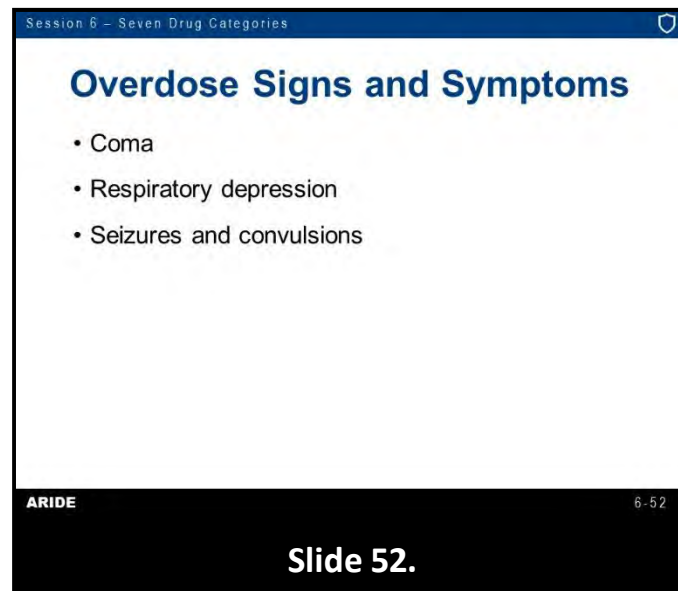 Session 6 – Seven Drug Categories
Overdose Signs and Symptoms
• Coma
• Respiratory depression
• Seizures and convulsions
ARIDE
6-52
Slide 52.